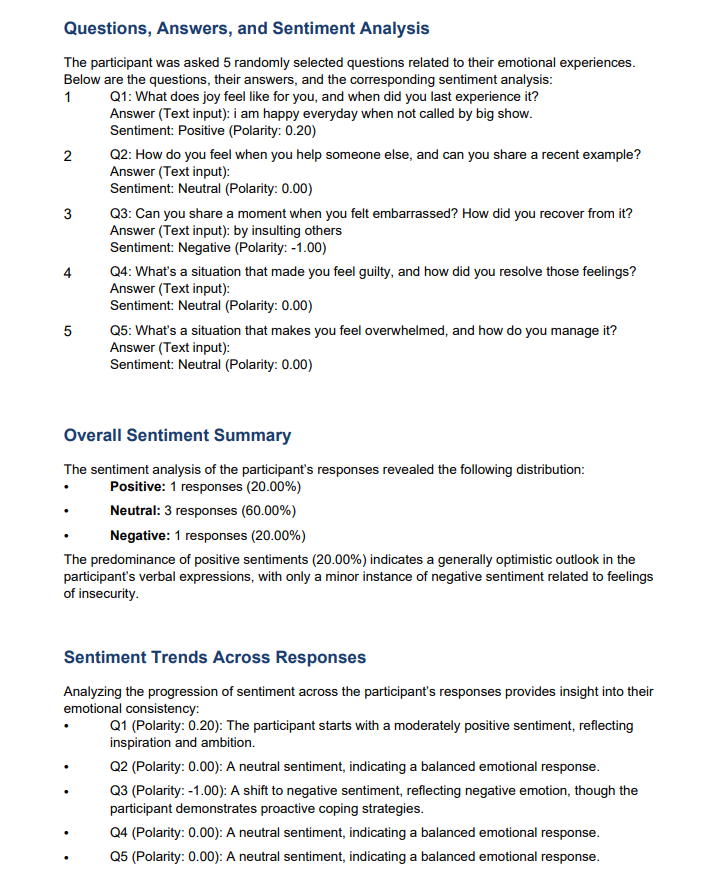 Questions, Answers, and Sentiment Analysis
The participant was asked 5 randomly selected questions related to their emotional experiences.
Below are the questions, their answers, and the corresponding sentiment analysis:
1 Q1: What does joy feel like for you, and when did you last experience it?
Answer (Text input): i am happy everyday when not called by big show.
Sentiment: Positive (Polarity: 0.20)
2 Q2: How do you feel when you help someone else, and can you share a recent example?
Answer (Text input):
Sentiment: Neutral (Polarity: 0.00)
3 Q3: Can you share a moment when you felt embarrassed? How did you recover from it?
Answer (Text input): by insulting others
Sentiment: Negative (Polarity: -1.00)
4 Q4: What’s a situation that made you feel guilty, and how did you resolve those feelings?
Answer (Text input):
Sentiment: Neutral (Polarity: 0.00)
5 Q5: What’s a situation that makes you feel overwhelmed, and how do you manage it?
Answer (Text input):
Sentiment: Neutral (Polarity: 0.00)
Overall Sentiment Summary
The sentiment analysis of the participant’s responses revealed the following distribution:
• Positive: 1 responses (20.00%)
• Neutral: 3 responses (60.00%)
• Negative: 1 responses (20.00%)
The predominance of positive sentiments (20.00%) indicates a generally optimistic outlook in the
participant’s verbal expressions, with only a minor instance of negative sentiment related to feelings
of insecurity.
Sentiment Trends Across Responses
Analyzing the progression of sentiment across the participant’s responses provides insight into their
emotional consistency:
• Q1 (Polarity: 0.20): The participant starts with a moderately positive sentiment, reflecting
inspiration and ambition.
• Q2 (Polarity: 0.00): A neutral sentiment, indicating a balanced emotional response.
• Q3 (Polarity: -1.00): A shift to negative sentiment, reflecting negative emotion, though the
participant demonstrates proactive coping strategies.
• Q4 (Polarity: 0.00): A neutral sentiment, indicating a balanced emotional response.
• Q5 (Polarity: 0.00): A neutral sentiment, indicating a balanced emotional response.